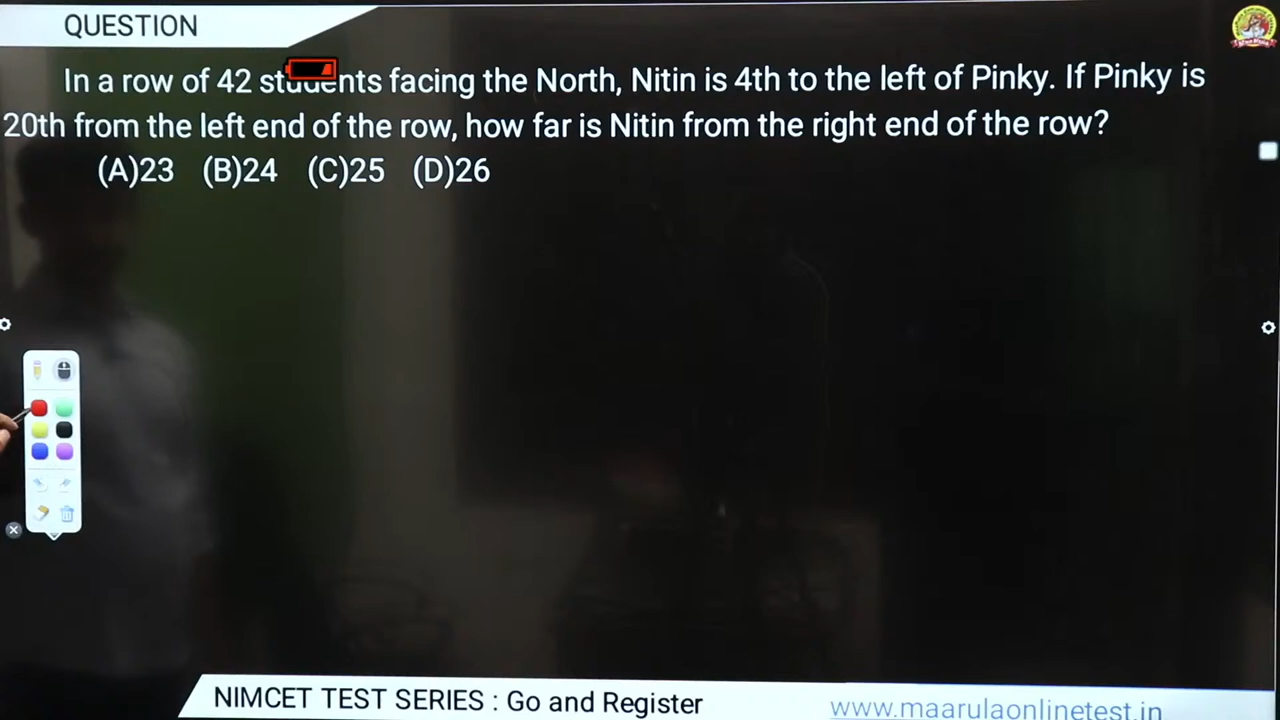 QUESTION
In a row of 42 students facing the North, Nitin is 4th to the left of Pinky. If Pinky is
20th from the left end of the row, how far is Nitin from the right end of the row?
(A)23 (B)24 (C)25 (D)26
NIMCET TEST SERIES : Go and Register
www.maarulaonlinetest.in